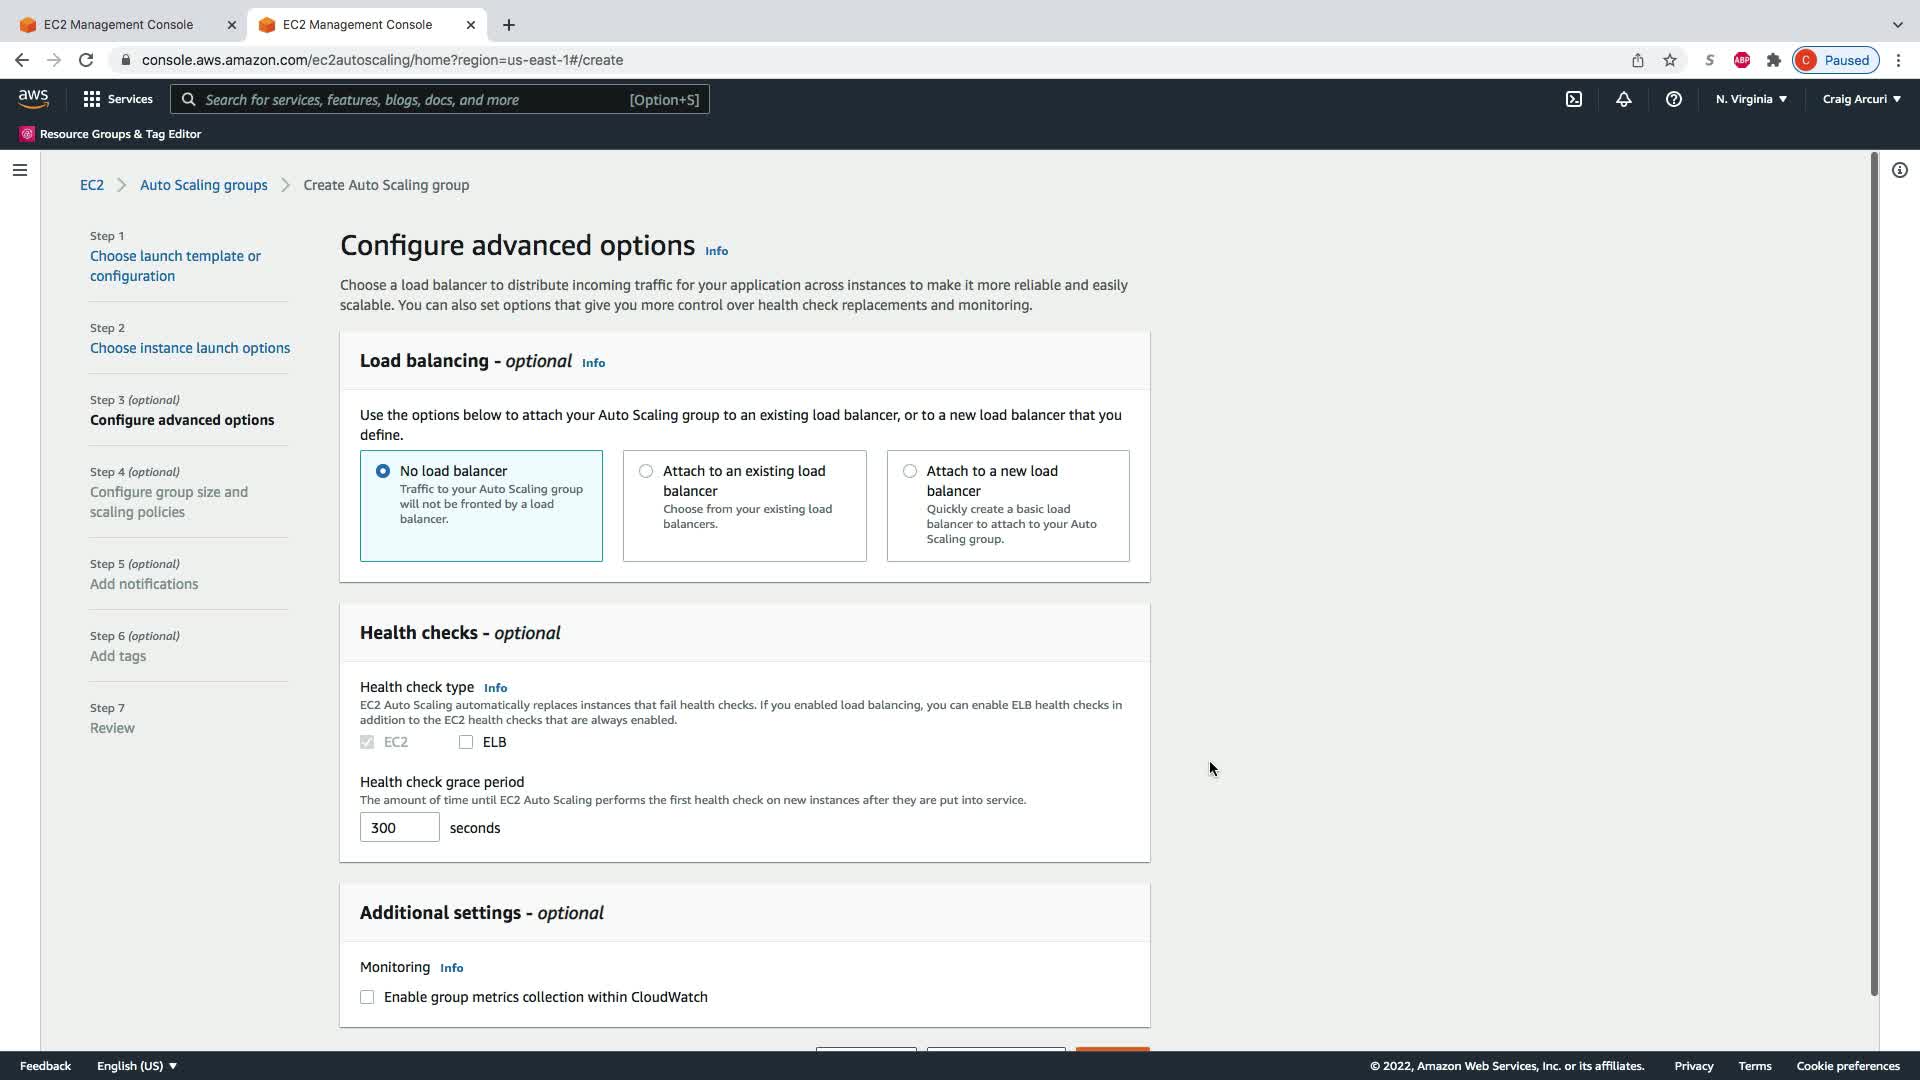 EC2 Management Console
EC2 Management Console
console.aws.amazon.com/ec2autoscaling/home?region=us-east-1#/create
S
ABP
C
Paused
aws
Services
Search for services, features, blogs, docs, and more
[Option+S]
N. Virginia
Craig Arcuri
Resource Groups & Tag Editor
EC2
Auto Scaling groups
Create Auto Scaling group
Step 1
Choose launch template or
configuration
Step 2
Choose instance launch options
Step 3 (optional)
Configure advanced options
Step 4 (optional)
Configure group size and
scaling policies
Step 5 (optional)
Add notifications
Step 6 (optional)
Add tags
Step 7
Review
Configure advanced options Info
Choose a load balancer to distribute incoming traffic for your application across instances to make it more reliable and easily
scalable. You can also set options that give you more control over health check replacements and monitoring.
Load balancing - optional Info
Use the options below to attach your Auto Scaling group to an existing load balancer, or to a new load balancer that you
define.
No load balancer
Traffic to your Auto Scaling group
will not be fronted by a load
balancer.
Attach to an existing load
balancer
Choose from your existing load
balancers.
Attach to a new load
balancer
Quickly create a basic load
balancer to attach to your Auto
Scaling group.
Health checks - optional
Health check type Info
EC2 Auto Scaling automatically replaces instances that fail health checks. If you enabled load balancing, you can enable ELB health checks in
addition to the EC2 health checks that are always enabled.
EC2
ELB
Health check grace period
The amount of time until EC2 Auto Scaling performs the first health check on new instances after they are put into service.
300 seconds
Additional settings - optional
Monitoring Info
Enable group metrics collection within CloudWatch
Feedback
English (US)
© 2022, Amazon Web Services, Inc. or its affiliates.
Privacy
Terms
Cookie preferences